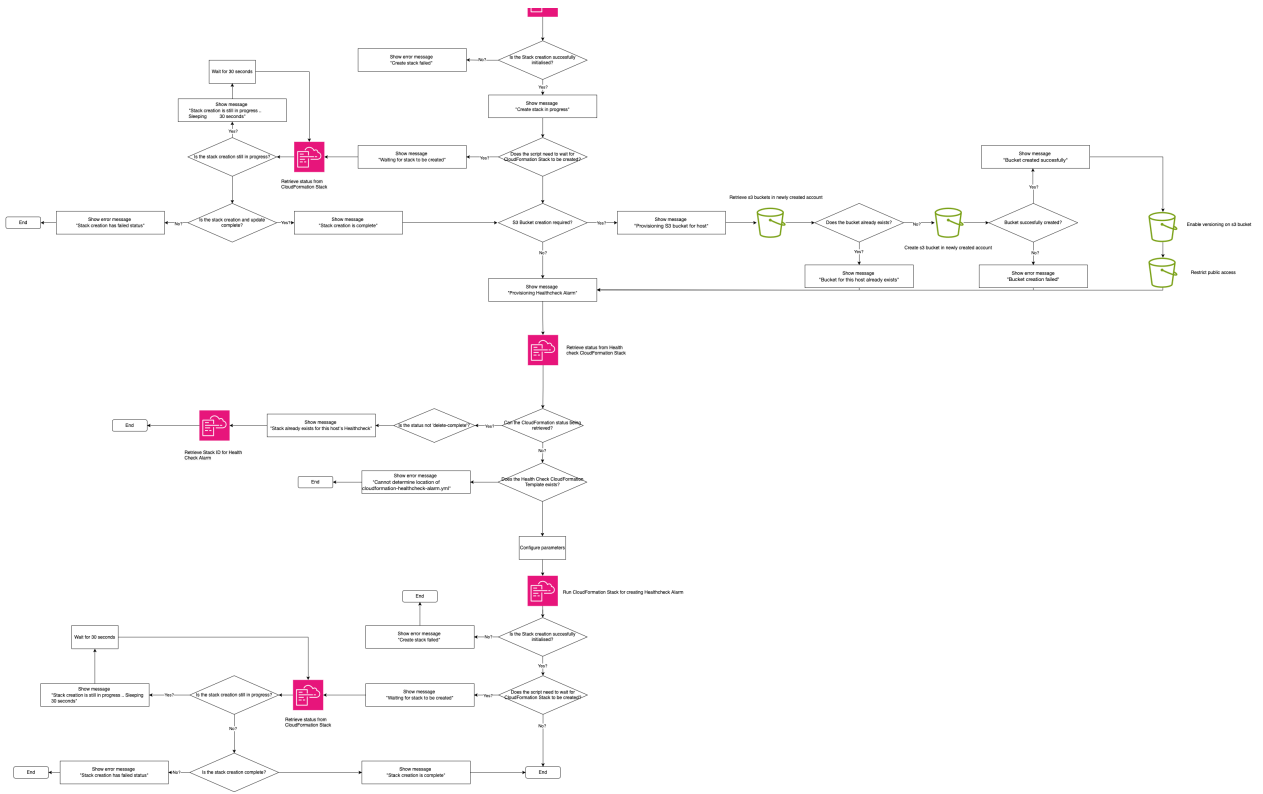 Is the Stack creation succesfully
initialised?
No?
Show error message
"Create stack failed"
Wait for 30 seconds
Yes?
Show message
"Create stack in progress"
Show message
"Stack creation is still in progress ..
Sleeping 30 seconds"
Yes?
Is the stack creation still in progress?
Retrieve status from
CloudFormation Stack
Show message
"Waiting for stack to be created"
Yes?
Does the script need to wait for
CloudFormation Stack to be created?
Show message
"Bucket created succesfully"
Yes?
End
Show error message
"Stack creation has failed status"
No?
Is the stack creation and update
complete?
Yes?
Show message
"Stack creation is complete"
S3 Bucket creation required?
Yes?
Show message
"Provisioning S3 bucket for host"
Retrieve s3 buckets in newly created account
Does the bucket already exists?
No?
Create s3 bucket in newly created account
Bucket succesfully created?
Enable versioning on s3 bucket
No?
Yes?
No?
Show message
"Provisioning Healthcheck Alarm"
Show message
"Bucket for this host already exists"
Show error message
"Bucket creation failed"
Restrict public access
Retrieve status from Health
check CloudFormation Stack
End
Retrieve Stack ID for Health
Check Alarm
Show message
"Stack already exists for this host's Healthcheck"
Is the status not 'delete-complete?
Yes?
Can the CloudFormation status being
retrieved?
No?
End
Show error message
"Cannot determine location of
cloudformation-healthcheck-alarm.yml"
Does the Health Check CloudFormation
Template exists?
Configure parameters
Run CloudFormation Stack for creating Healthcheck Alarm
End
Wait for 30 seconds
Show error message
"Create stack failed"
No?
Is the Stack creation succesfully
initialised?
Yes?
Show message
"Stack creation is still in progress .. Sleeping
30 seconds"
Yes?
Is the stack creation still in progress?
Retrieve status from
CloudFormation Stack
Show message
"Waiting for stack to be created"
Yes?
Does the script need to wait for
CloudFormation Stack to be created?
No?
No?
End
Show error message
"Stack creation has failed status"
No?
Is the stack creation complete?
Show message
"Stack creation is complete"
End